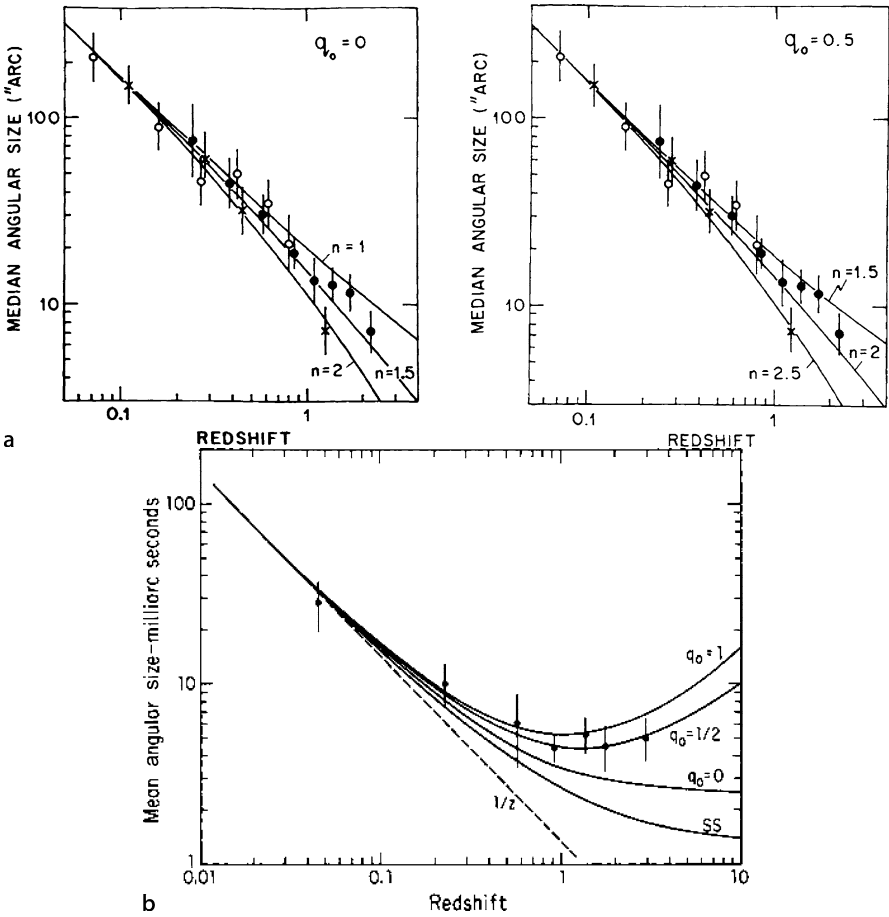 q₀ = 0
MEDIAN ANGULAR SIZE ("ARC)
100
10
n = 1
n=2
n=1.5
0.1
1
REDSHIFT
0.1
1
q₀ = 0.5
MEDIAN ANGULAR SIZE ("ARC)
100
10
n=1.5
n=2
n=2.5
0.1
1
REDSHIFT
a
Mean angular size-milliarc seconds
100
10
1
q₀=1
q₀=1/2
q₀=0
SS
1/z
0.01
0.1
1
10
Redshift
b